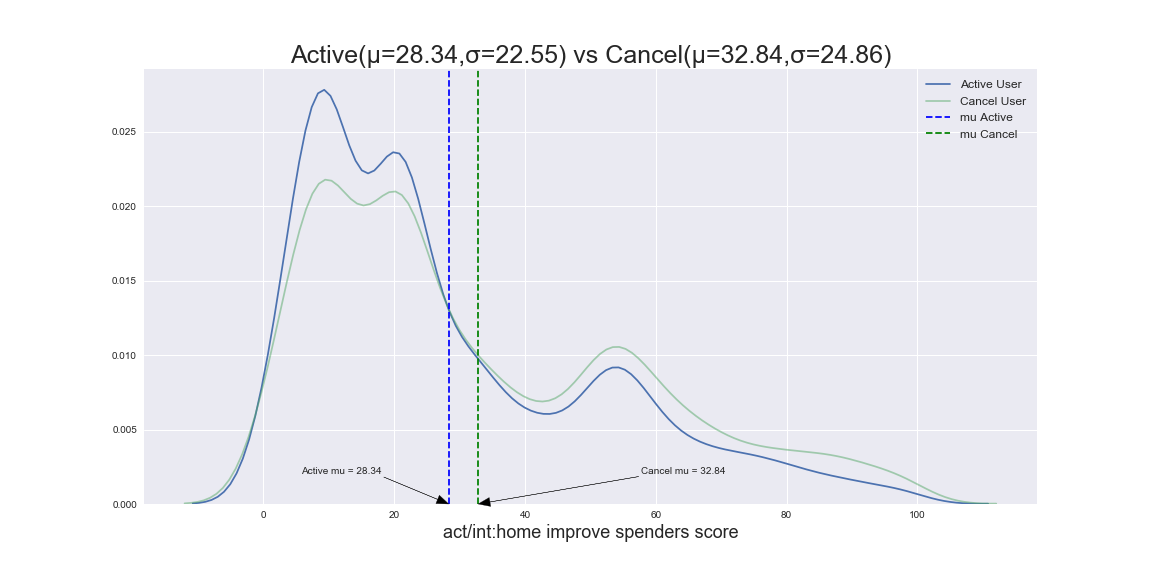 Active(μ=28.34,σ=22.55) vs Cancel(μ=32.84,σ=24.86)
Active User
Cancel User
mu Active
mu Cancel
0.025
0.020
0.015
0.010
0.005
0.000
Active mu = 28.34
Cancel mu = 32.84
0 20 40 60 80 100
act/int:home improve spenders score